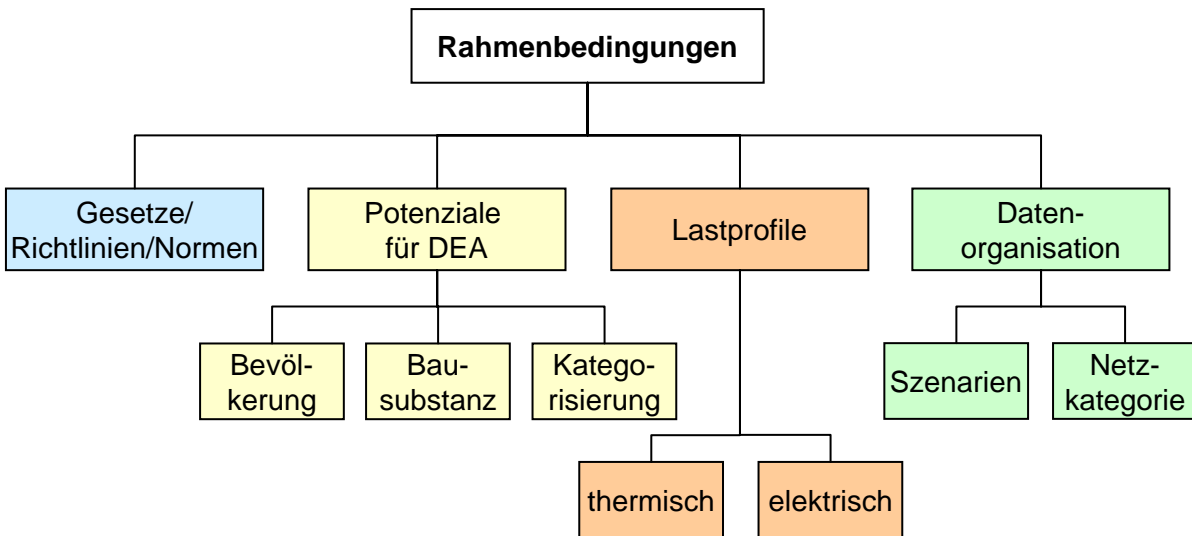 Rahmenbedingungen
Gesetze/
Richtlinien/Normen
Potenziale
für DEA
Lastprofile
Daten-
organisation
Bevöl-
kerung
Bau-
substanz
Katego-
risierung
Szenarien
Netz-
kategorie
thermisch
elektrisch